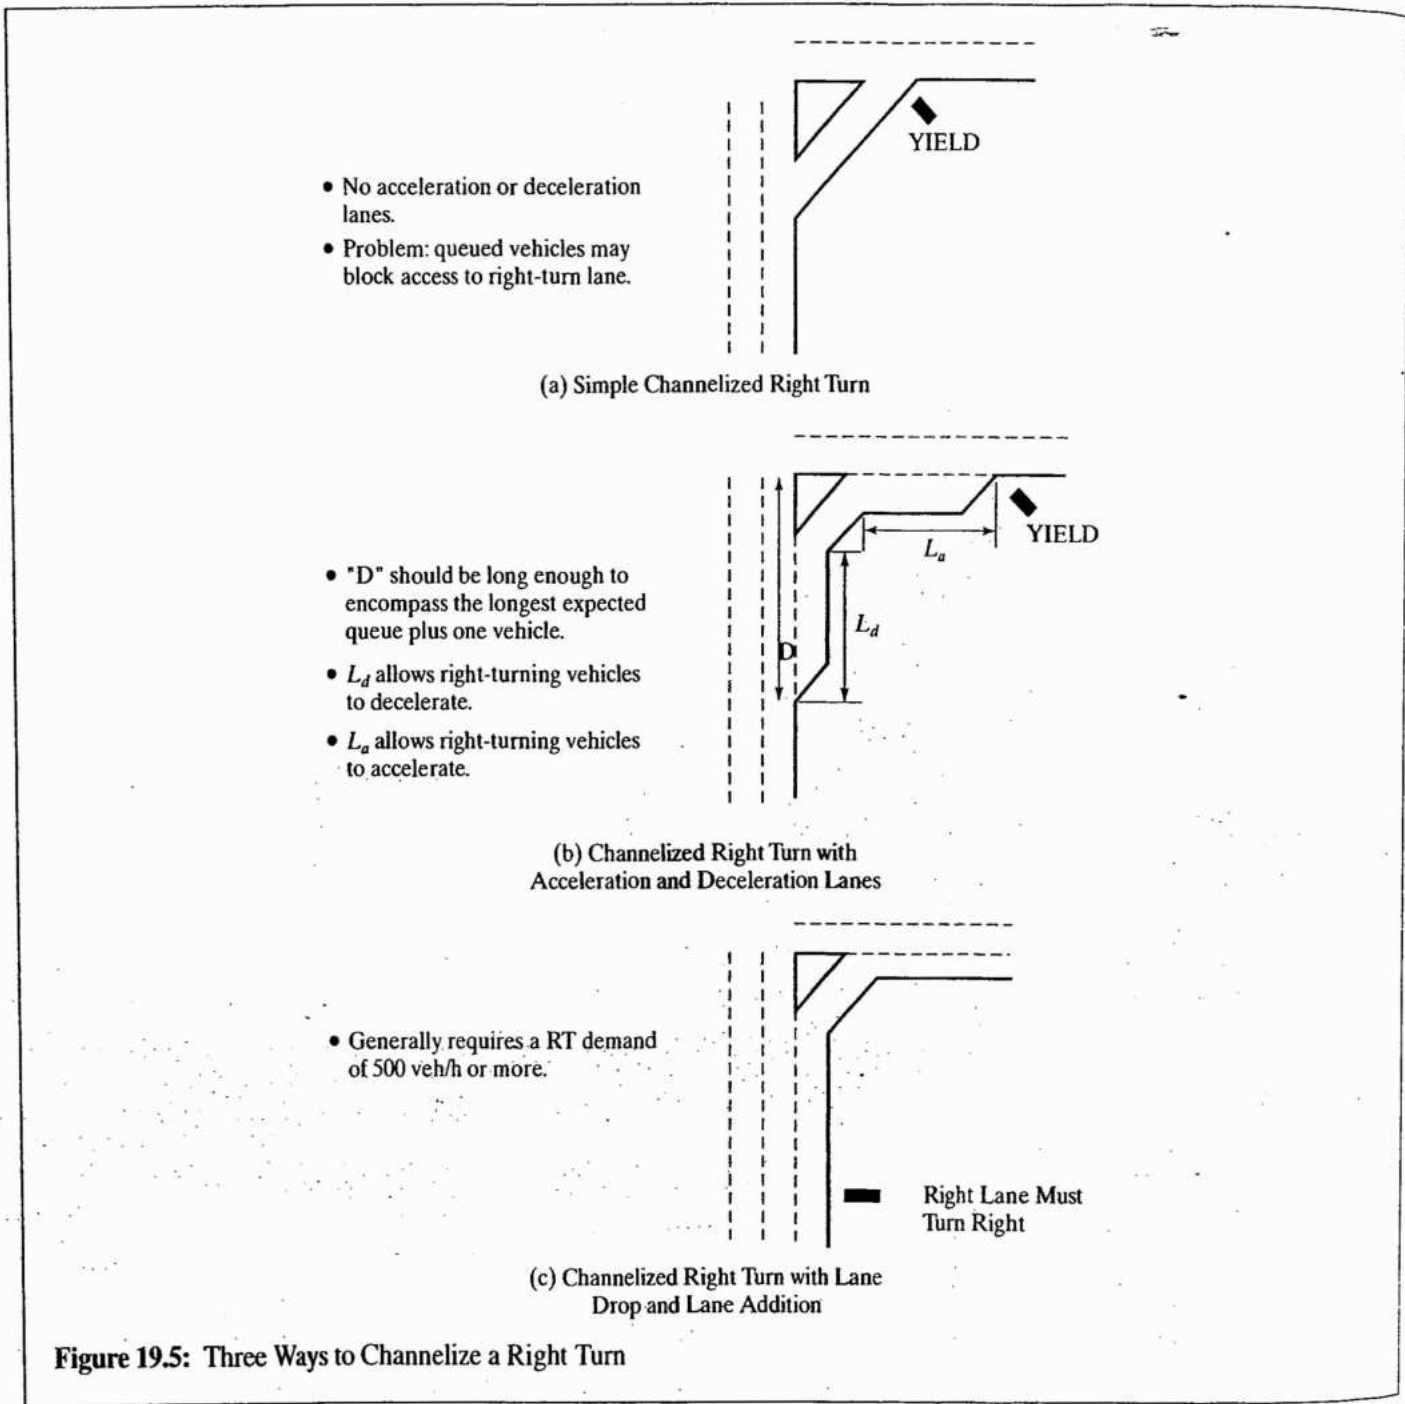 YIELD
• No acceleration or deceleration
lanes.
• Problem: queued vehicles may
block access to right-turn lane.
(a) Simple Channelized Right Turn
YIELD
La
• "D" should be long enough to
encompass the longest expected
queue plus one vehicle.
Ld
D
• Ld allows right-turning vehicles
to decelerate.
• La allows right-turning vehicles
to accelerate.
(b) Channelized Right Turn with
Acceleration and Deceleration Lanes
• Generally requires a RT demand
of 500 veh/h or more.
Right Lane Must
Turn Right
(c) Channelized Right Turn with Lane
Drop and Lane Addition
Figure 19.5: Three Ways to Channelize a Right Turn